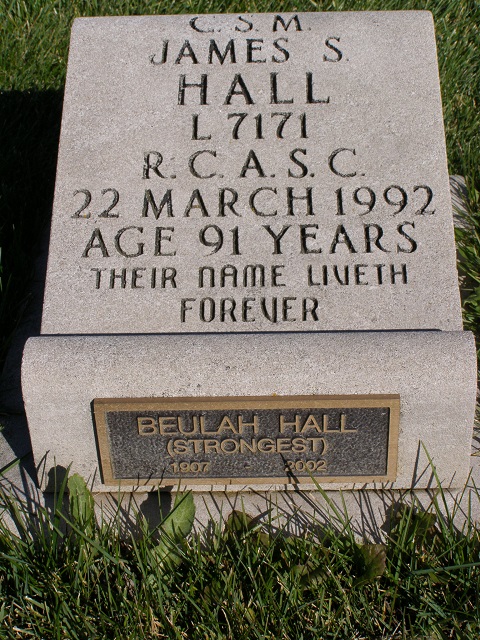 C. S. M.
JAMES S.
HALL
L 7171
R. C. A. S. C.
22 MARCH 1992
AGE 91 YEARS
THEIR NAME LIVETH
FOREVER
BEULAH HALL
(STRONGEST)
1907 - 2002